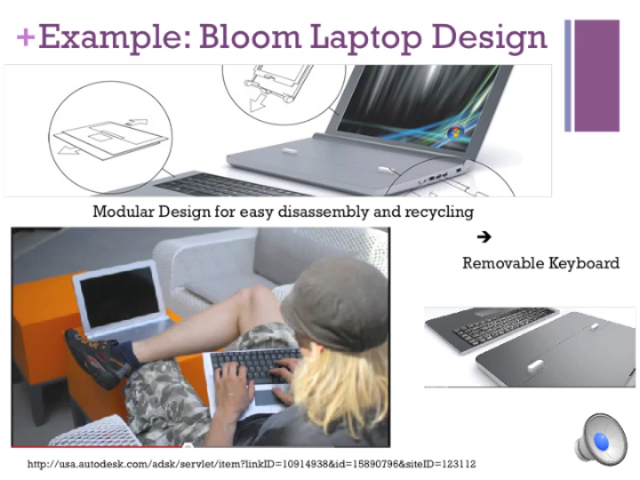 +Example: Bloom Laptop Design
Modular Design for easy disassembly and recycling
➔
Removable Keyboard
http://usa.autodesk.com/adsk/servlet/item?linkID=10914938&id=15890796&siteID=123112